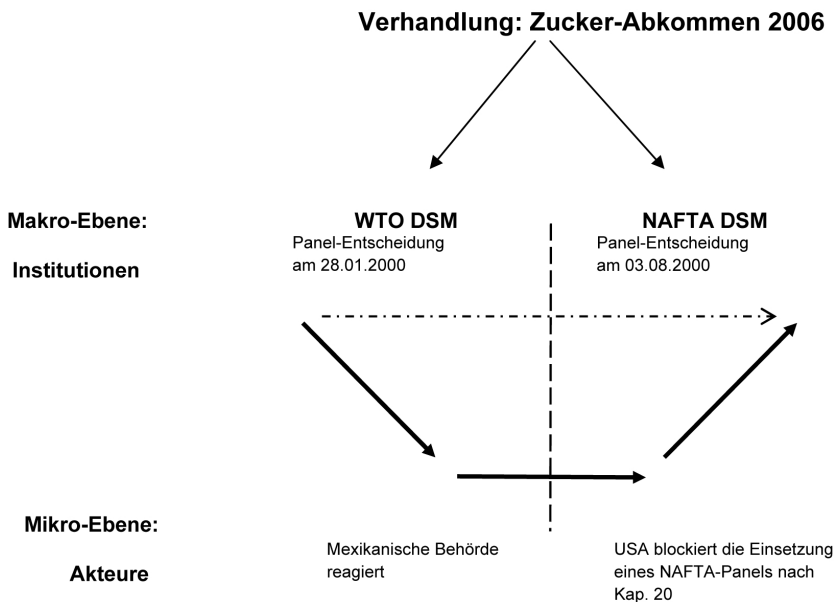 Verhandlung: Zucker-Abkommen 2006
Makro-Ebene:
Institutionen
WTO DSM
Panel-Entscheidung
am 28.01.2000
NAFTA DSM
Panel-Entscheidung
am 03.08.2000
Mikro-Ebene:
Akteure
Mexikanische Behörde
reagiert
USA blockiert die Einsetzung
eines NAFTA-Panels nach
Kap. 20